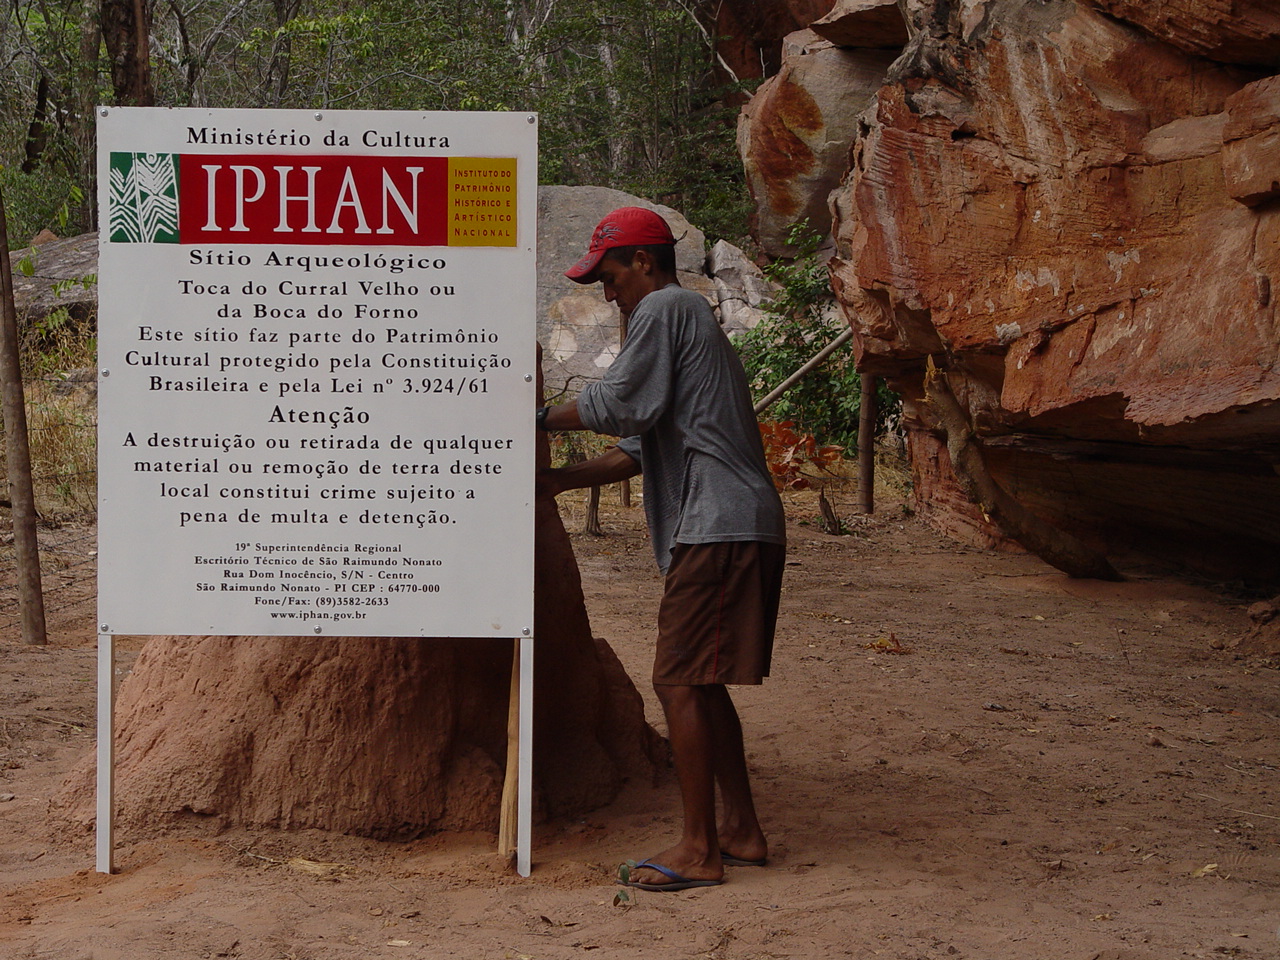 Ministério da Cultura
IPHAN
INSTITUTO DO
PATRIMÔNIO
HISTÓRICO E
ARTÍSTICO
NACIONAL
Sítio Arqueológico
Toca do Curral Velho ou
da Boca do Forno
Este sítio faz parte do Patrimônio
Cultural protegido pela Constituição
Brasileira e pela Lei nº 3.924/61
Atenção
A destruição ou retirada de qualquer
material ou remoção de terra deste
local constitui crime sujeito a
pena de multa e detenção.
19ª Superintendência Regional
Escritório Técnico de São Raimundo Nonato
Rua Dom Inocêncio, S/N - Centro
São Raimundo Nonato - PI CEP : 64770-000
Fone/Fax: (89)3582-2633
www.iphan.gov.br